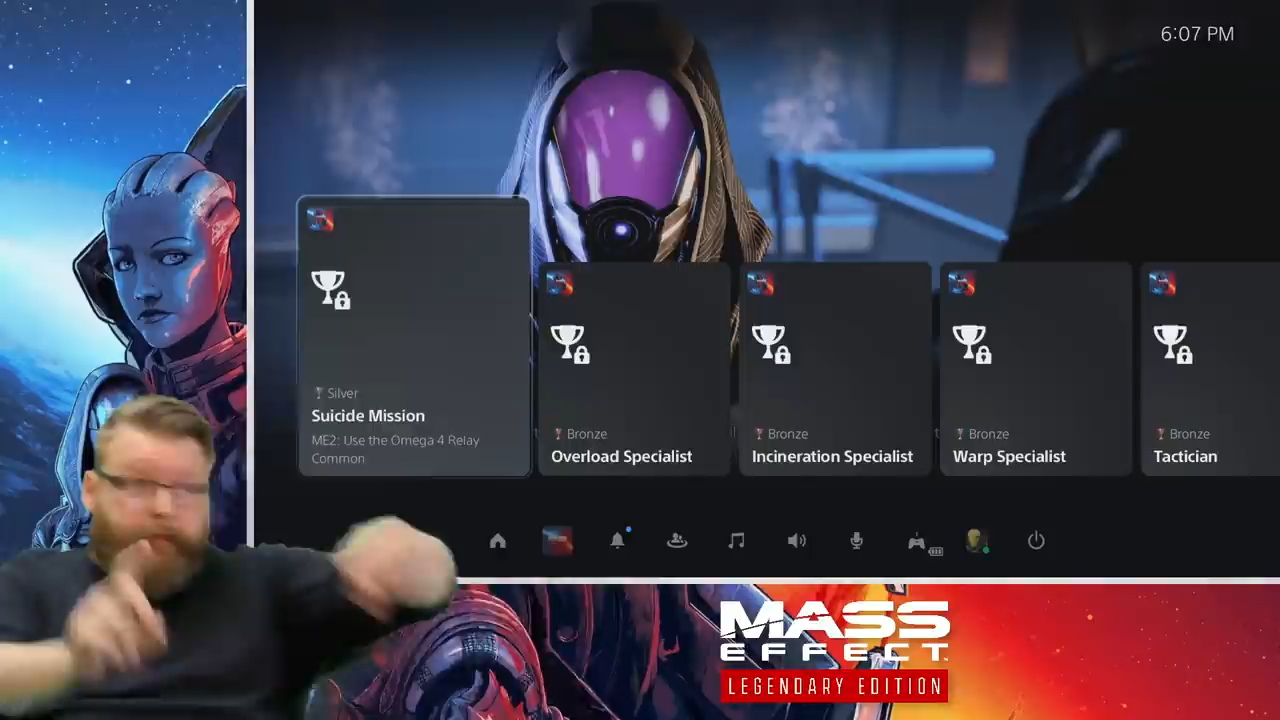 6:07 PM
Silver
Suicide Mission
ME2: Use the Omega 4 Relay
Common
Bronze
Overload Specialist
Bronze
Incineration Specialist
Bronze
Warp Specialist
Bronze
Tactician
MASS
EFFECT
LEGENDARY EDITION